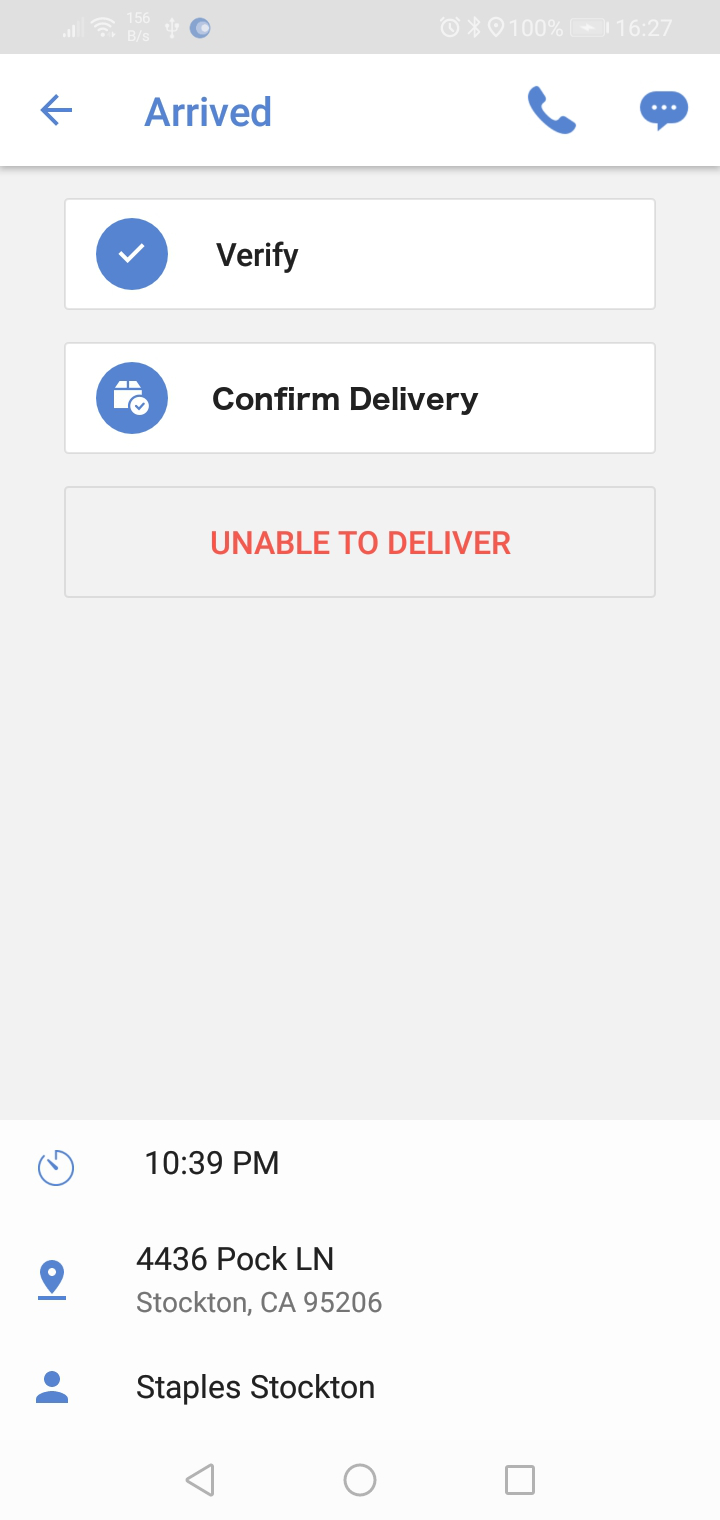 156
B/s
100%
16:27
Arrived
Verify
Confirm Delivery
UNABLE TO DELIVER
10:39 PM
4436 Pock LN
Stockton, CA 95206
Staples Stockton